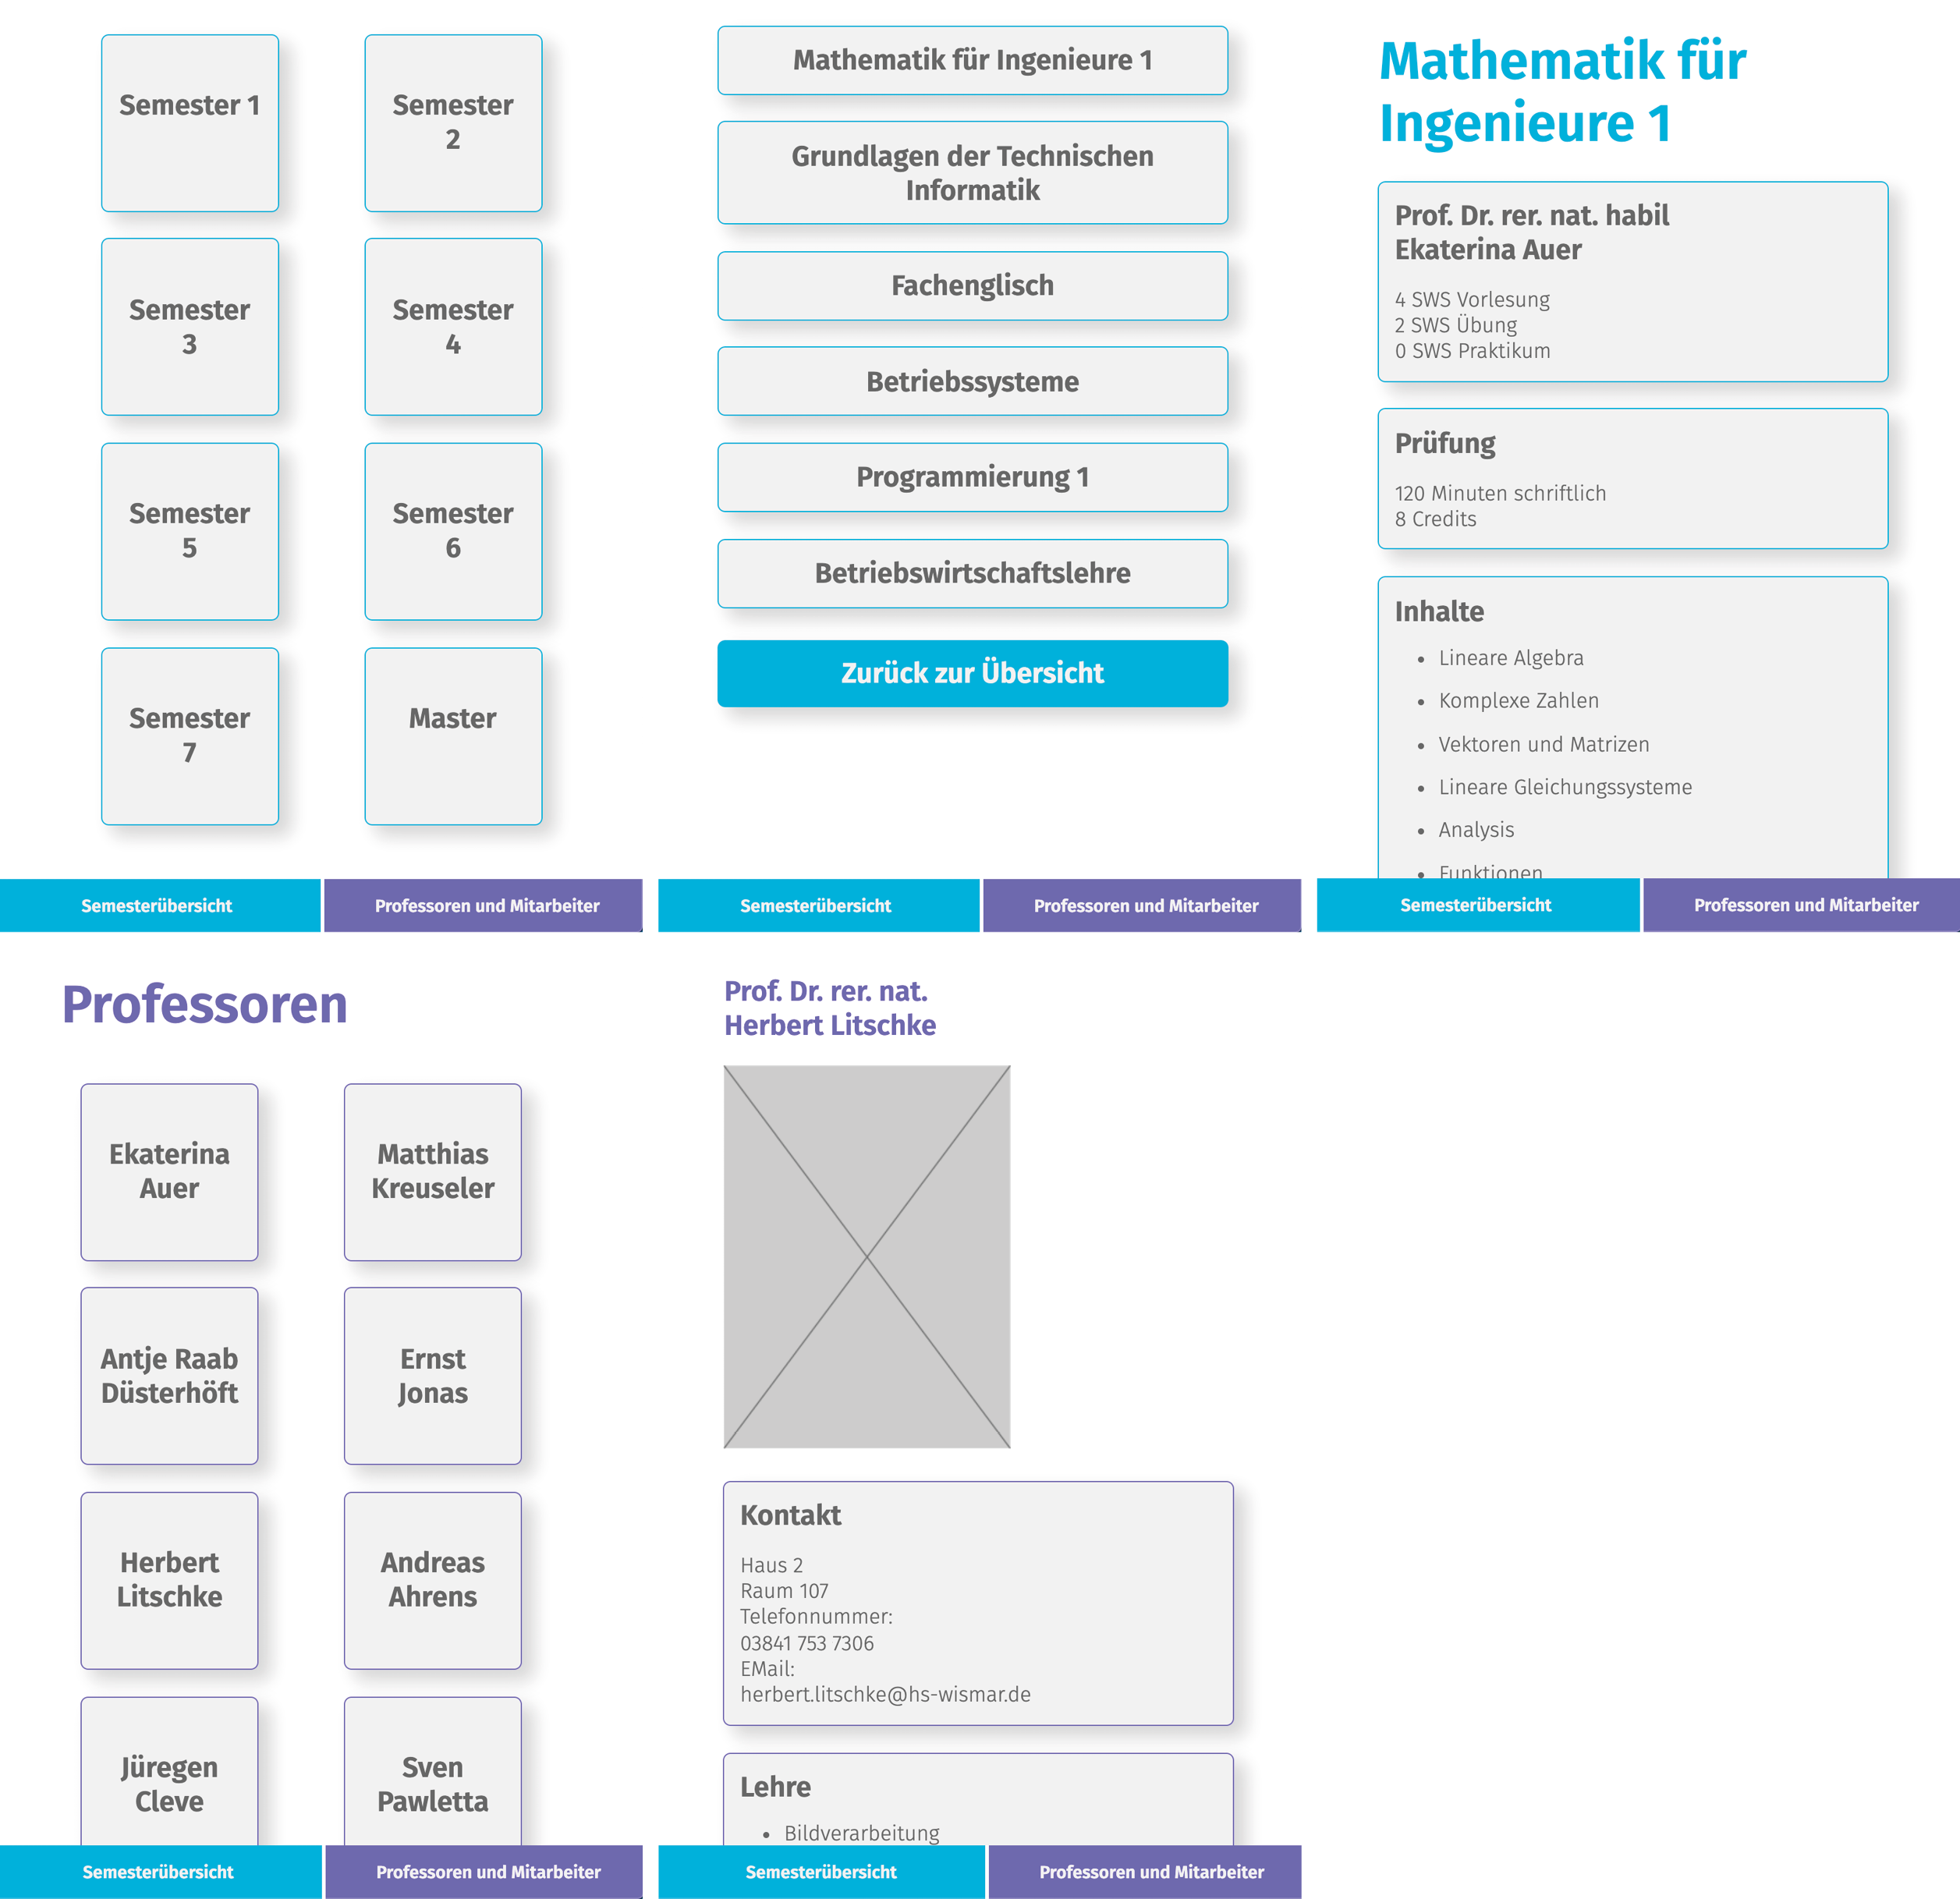 Semester 1
Semester
2
Semester
3
Semester
4
Semester
5
Semester
6
Semester
7
Master
Semesterübersicht
Professoren und Mitarbeiter
Mathematik für Ingenieure 1
Grundlagen der Technischen
Informatik
Fachenglisch
Betriebssysteme
Programmierung 1
Betriebswirtschaftslehre
Zurück zur Übersicht
Semesterübersicht
Professoren und Mitarbeiter
Mathematik für
Ingenieure 1
Prof. Dr. rer. nat. habil
Ekaterina Auer
4 SWS Vorlesung
2 SWS Übung
0 SWS Praktikum
Prüfung
120 Minuten schriftlich
8 Credits
Inhalte
• Lineare Algebra
• Komplexe Zahlen
• Vektoren und Matrizen
• Lineare Gleichungssysteme
• Analysis
• Funktionen
Semesterübersicht
Professoren und Mitarbeiter
Professoren
Ekaterina
Auer
Matthias
Kreuseler
Antje Raab
Düsterhöft
Ernst
Jonas
Herbert
Litschke
Andreas
Ahrens
Jüregen
Cleve
Sven
Pawletta
Semesterübersicht
Professoren und Mitarbeiter
Prof. Dr. rer. nat.
Herbert Litschke
Kontakt
Haus 2
Raum 107
Telefonnummer:
03841 753 7306
EMail:
herbert.litschke@hs-wismar.de
Lehre
• Bildverarbeitung
Semesterübersicht
Professoren und Mitarbeiter